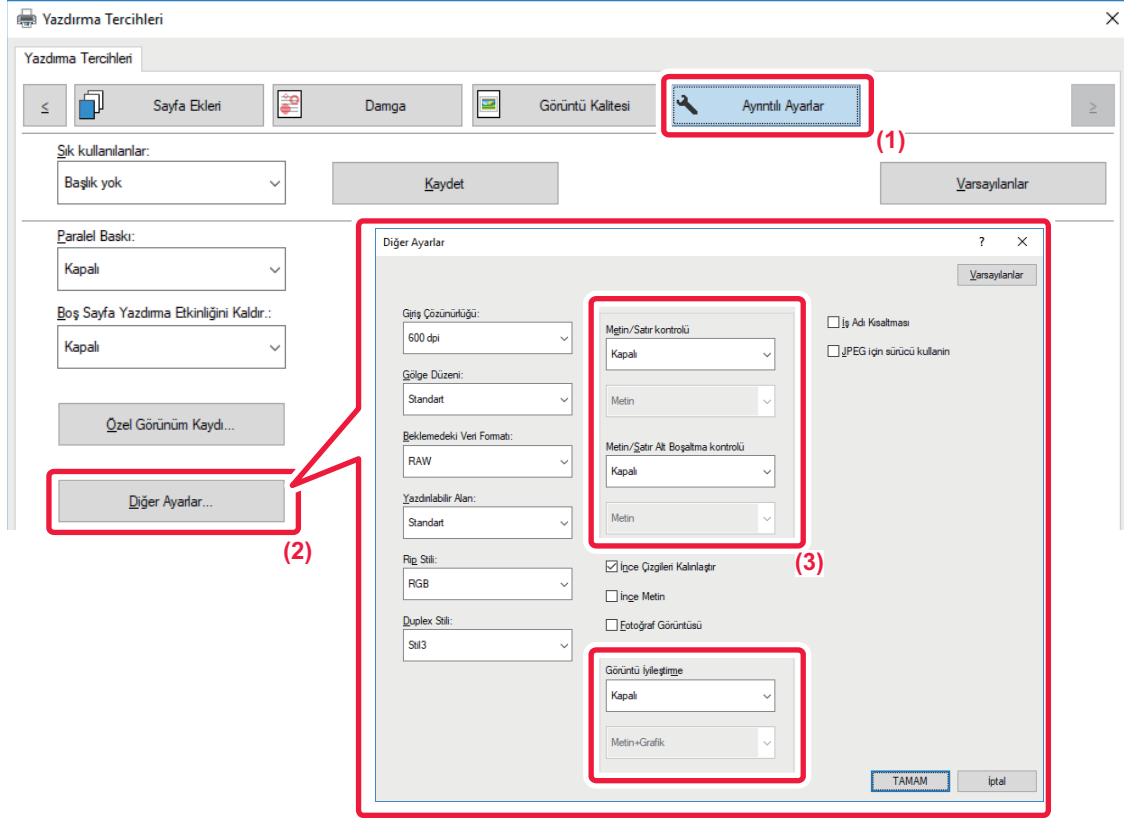 Yazdırma Tercihleri
Yazdırma Tercihleri
< Sayfa Ekleri Damga Görüntü Kalitesi Ayrıntılı Ayarlar >
(1)
Sık kullanılanlar:
Başlık yok Kaydet Varsayılanlar
Paralel Baskı:
Kapalı
Boş Sayfa Yazdırma Etkinliğini Kaldır.:
Kapalı
Özel Görünüm Kaydı...
Diğer Ayarlar...
(2)
Diğer Ayarlar ?
Varsayılanlar
Giriş Çözünürlüğü:
600 dpi
Gölge Düzeni:
Standart
Beklemedeki Veri Formatı:
RAW
Yazdırılabilir Alan:
Standart
Rip Stili:
RGB
Duplex Stili:
Stil3
Metin/Satır kontrolü
Kapalı
Metin
Metin/Satır Alt Boşaltma kontrolü
Kapalı
Metin
(3)
İnce Çizgileri Kalınlaştır
İnce Metin
Fotoğraf Görüntüsü
Görüntü İyileştirme
Kapalı
Metin+Grafik
İş Adı Kısaltması
JPEG için sürücü kullanin
TAMAM İptal